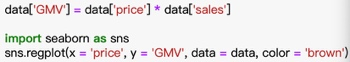 data['GMV'] = data['price'] * data['sales']
import seaborn as sns
sns.regplot(x = 'price', y = 'GMV', data = data, color = 'brown')